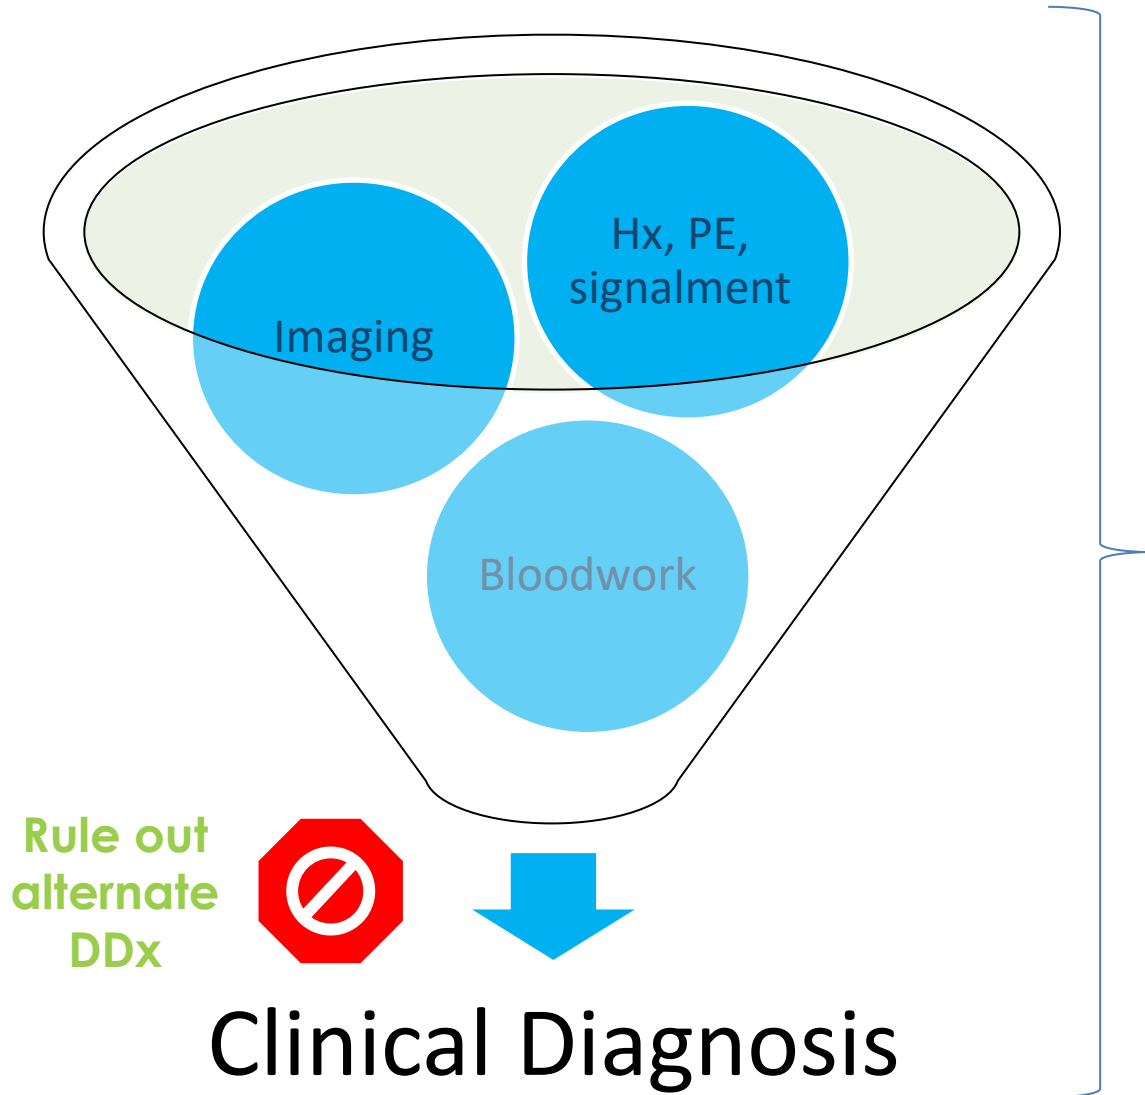 Hx, PE,
signalment
Imaging
Bloodwork
Rule out
alternate
DDx
Clinical Diagnosis